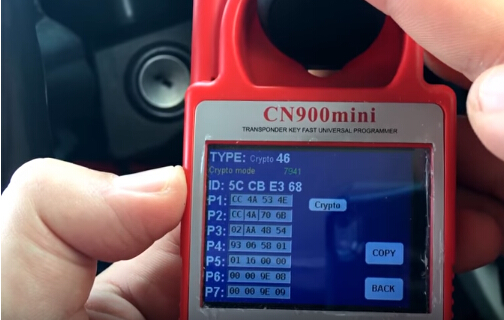 CN900mini
TRANSPONDER KEY FAST UNIVERSAL PROGRAMMER
TYPE: Crypto 46
Crypto mode 7941
ID: 5C CB E3 68
P1: CC 4A 53 4E
Crypto
P2: CC 4A 70 6B
P3: 02 AA 48 54
P4: 93 06 58 01
COPY
P5: 01 16 00 00
P6: 00 00 9E 08
BACK
P7: 00 00 9E 09